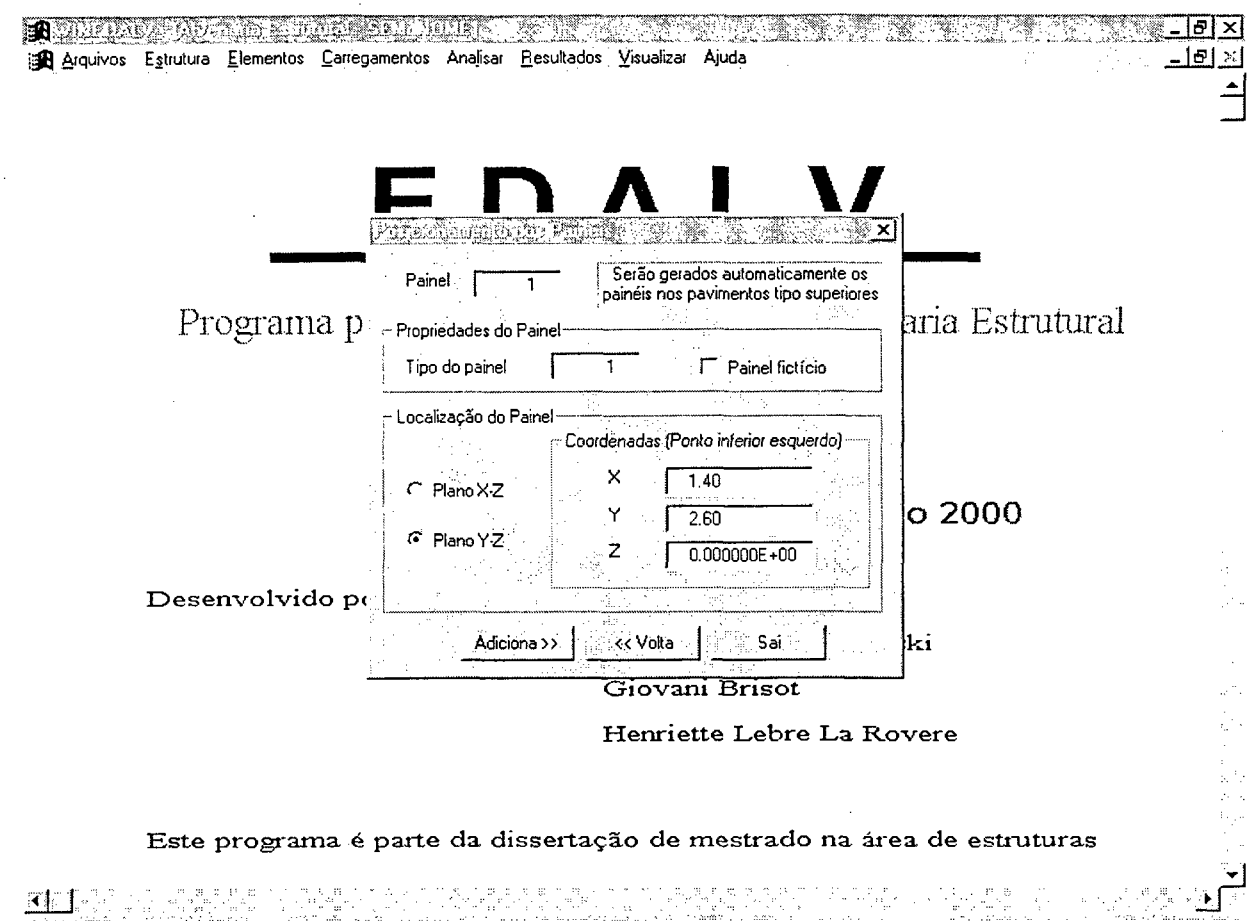 Arquivos Estrutura Elementos Carregamentos Analisar Resultados Visualizar Ajuda
EDALV
Painel 1
Serão gerados automaticamente os
painéis nos pavimentos tipo superiores
Programa p
aria Estrutural
Propriedades do Painel
Tipo do painel 1 Painel fictício
Localização do Painel
Coordenadas (Ponto inferior esquerdo)
X 1.40
Plano X-Z
Y 2.60
o 2000
Plano Y-Z
Z 0.000000E+00
Desenvolvido po
Adiciona >> << Volta Sai
ki
Giovani Brisot
Henriette Lebre La Rovere
Este programa é parte da dissertação de mestrado na área de estruturas